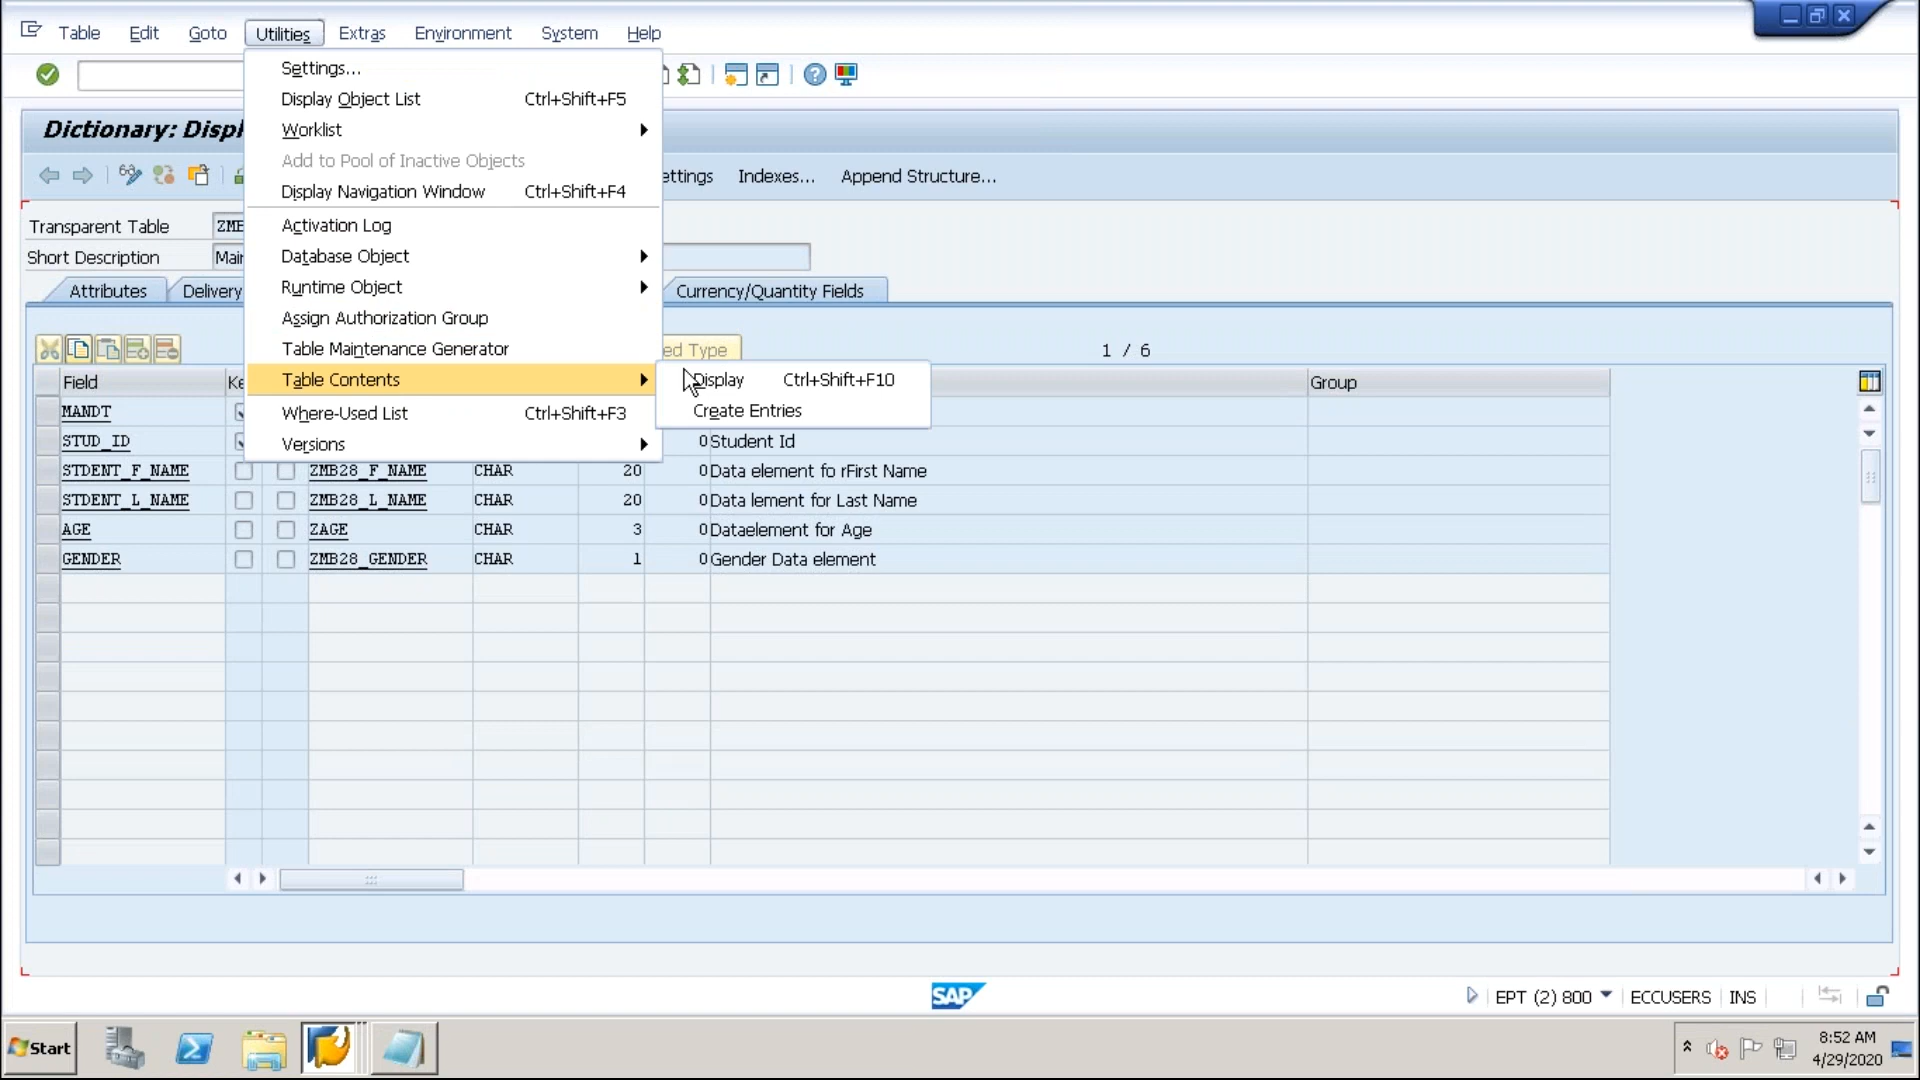 Table Edit Goto Utilities Extras Environment System Help
Settings...
Display Object List Ctrl+Shift+F5
Worklist
Add to Pool of Inactive Objects
Display Navigation Window Ctrl+Shift+F4
Activation Log
Database Object
Runtime Object
Assign Authorization Group
Table Maintenance Generator
Table Contents
Where-Used List Ctrl+Shift+F3
Versions
Display Ctrl+Shift+F10
Create Entries
Dictionary: Displ
ettings Indexes... Append Structure...
Transparent Table ZMB
Short Description Mair
Attributes Delivery Currency/Quantity Fields
ed Type 1 / 6
Field Ke Group
MANDT
STUD_ID 0 Student Id
STDENT_F_NAME ZMB28_F_NAME CHAR 20 0 Data element fo rFirst Name
STDENT_L_NAME ZMB28_L_NAME CHAR 20 0 Data lement for Last Name
AGE ZAGE CHAR 3 0 Dataelement for Age
GENDER ZMB28_GENDER CHAR 1 0 Gender Data element
SAP
EPT (2) 800 ECCUSERS INS
Start
8:52 AM
4/29/2020